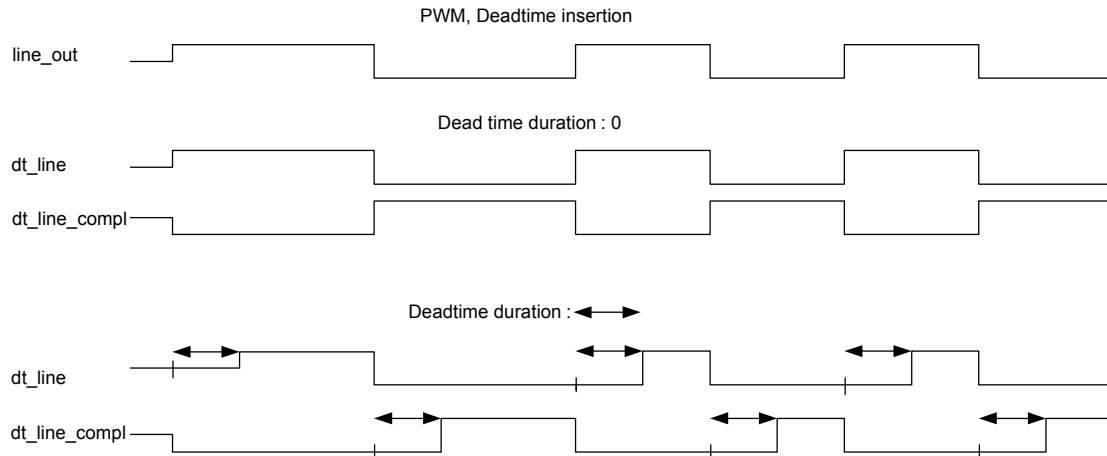 PWM, Deadtime insertion
line_out
Dead time duration : 0
dt_line
dt_line_compl
Deadtime duration :
dt_line
dt_line_compl